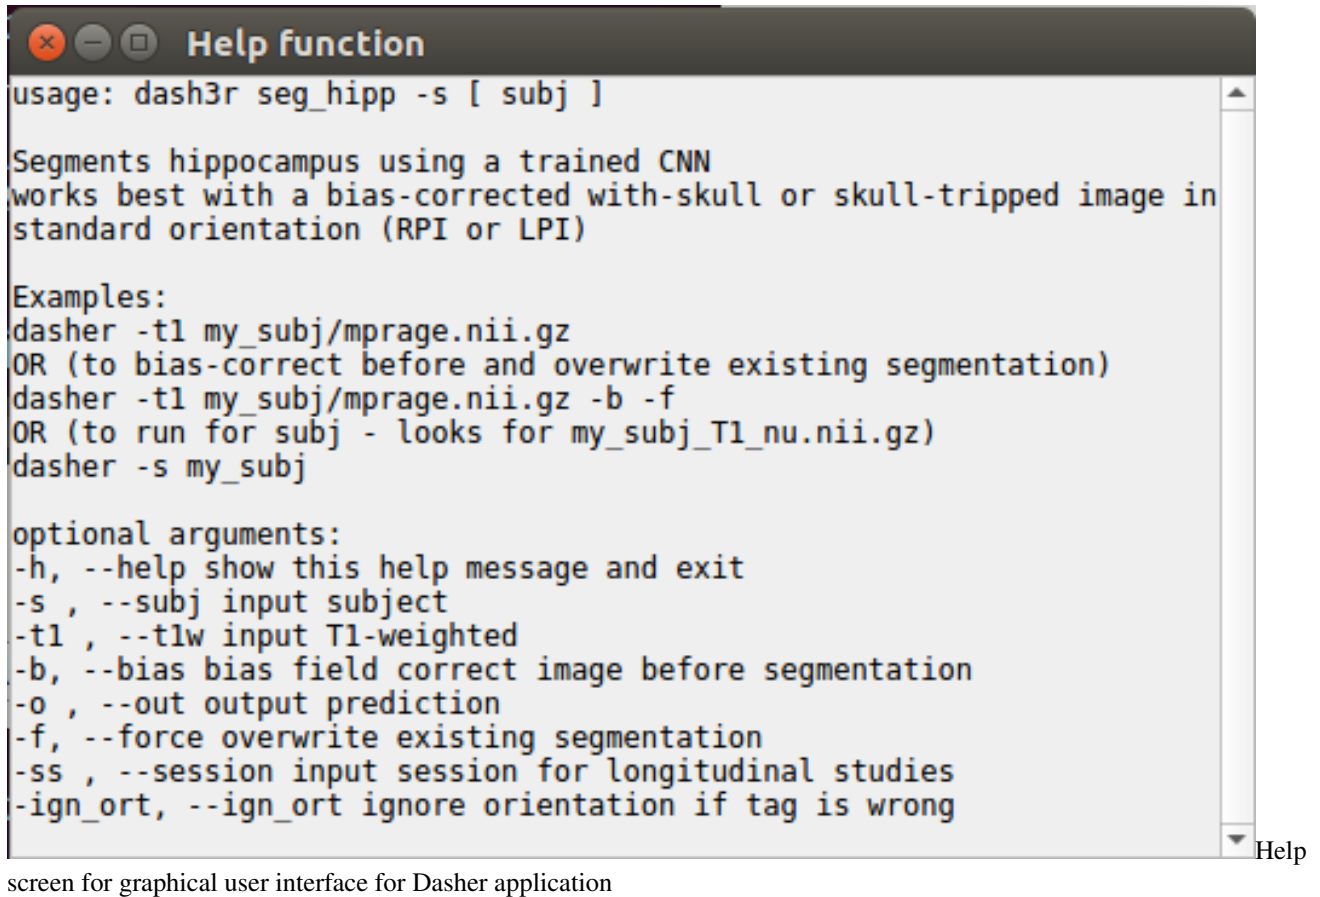 Help function
usage: dash3r seg_hipp -s [ subj ]
Segments hippocampus using a trained CNN
works best with a bias-corrected with-skull or skull-tripped image in
standard orientation (RPI or LPI)
Examples:
dasher -t1 my_subj/mprage.nii.gz
OR (to bias-correct before and overwrite existing segmentation)
dasher -t1 my_subj/mprage.nii.gz -b -f
OR (to run for subj - looks for my_subj_T1_nu.nii.gz)
dasher -s my_subj
optional arguments:
-h, --help show this help message and exit
-s , --subj input subject
-t1 , --t1w input T1-weighted
-b, --bias bias field correct image before segmentation
-o , --out output prediction
-f, --force overwrite existing segmentation
-ss , --session input session for longitudinal studies
-ign_ort, --ign_ort ignore orientation if tag is wrong
Help
screen for graphical user interface for Dasher application